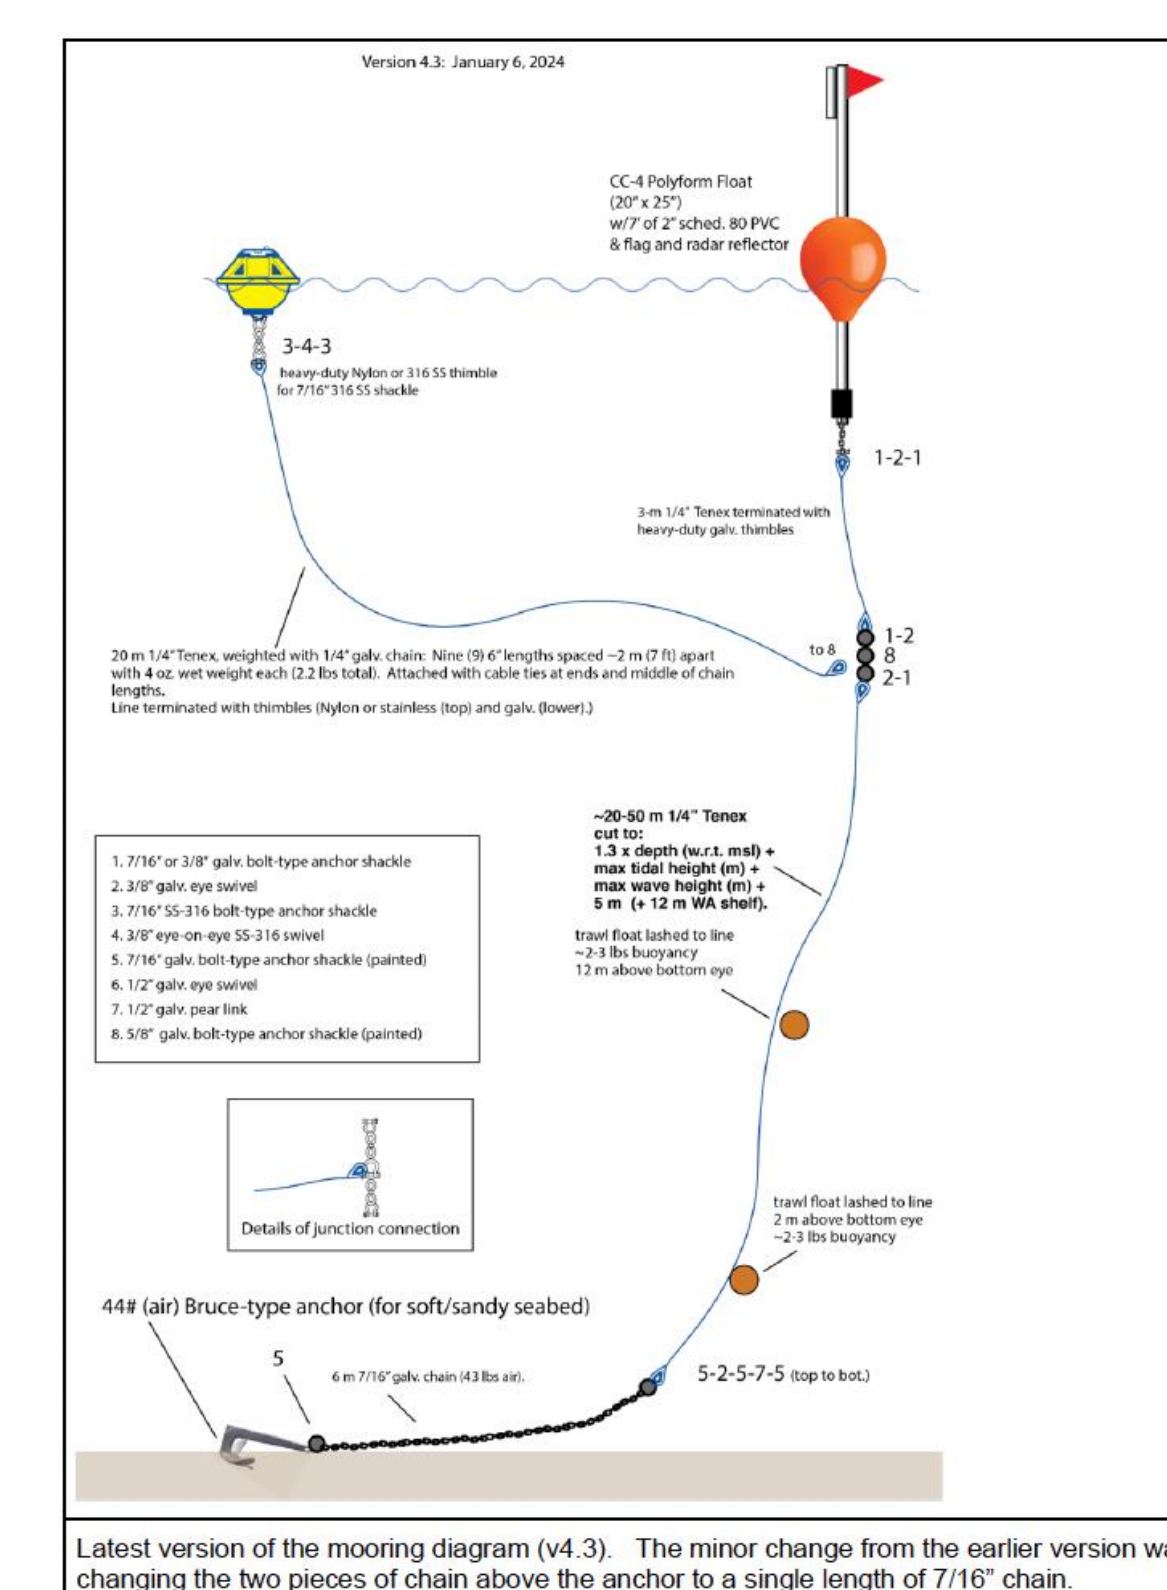 Version 4.3:  January 6, 2024
CC-4 Polyform Float
(20" x 25")
w/7' of 2" sched. 80 PVC
& flag and radar reflector
3-4-3
heavy-duty Nylon or 316 SS thimble
for 7/16" 316 SS shackle
1-2-1
3-m 1/4" Tenex terminated with
heavy-duty galv. thimbles
1-2
to 8
8
2-1
20 m 1/4" Tenex, weighted with 1/4" galv. chain:  Nine (9) 6" lengths spaced ~2 m (7 ft) apart
with 4 oz. wet weight each (2.2 lbs total).  Attached with cable ties at ends and middle of chain
lengths.
Line terminated with thimbles (Nylon or stainless (top) and galv. (lower).)
~20-50 m 1/4" Tenex
cut to:
1.3 x depth (w.r.t. msl) +
max tidal height (m) +
max wave height (m) +
5 m  (+ 12 m WA shelf).
trawl float lashed to line
~2-3 lbs buoyancy
12 m above bottom eye
1. 7/16" or 3/8" galv. bolt-type anchor shackle
2. 3/8" galv. eye swivel
3. 7/16" SS-316 bolt-type anchor shackle
4. 3/8" eye-on-eye SS-316 swivel
5. 7/16" galv. bolt-type anchor shackle (painted)
6. 1/2" galv. eye swivel
7. 1/2" galv. pear link
8. 5/8"  galv. bolt-type anchor shackle (painted)
Details of junction connection
trawl float lashed to line
2 m above bottom eye
~2-3 lbs buoyancy
44# (air) Bruce-type anchor (for soft/sandy seabed)
5
6 m 7/16" galv. chain (43 lbs air).
5-2-5-7-5 (top to bot.)
Latest version of the mooring diagram (v4.3).   The minor change from the earlier version wa
changing the two pieces of chain above the anchor to a single length of 7/16" chain.